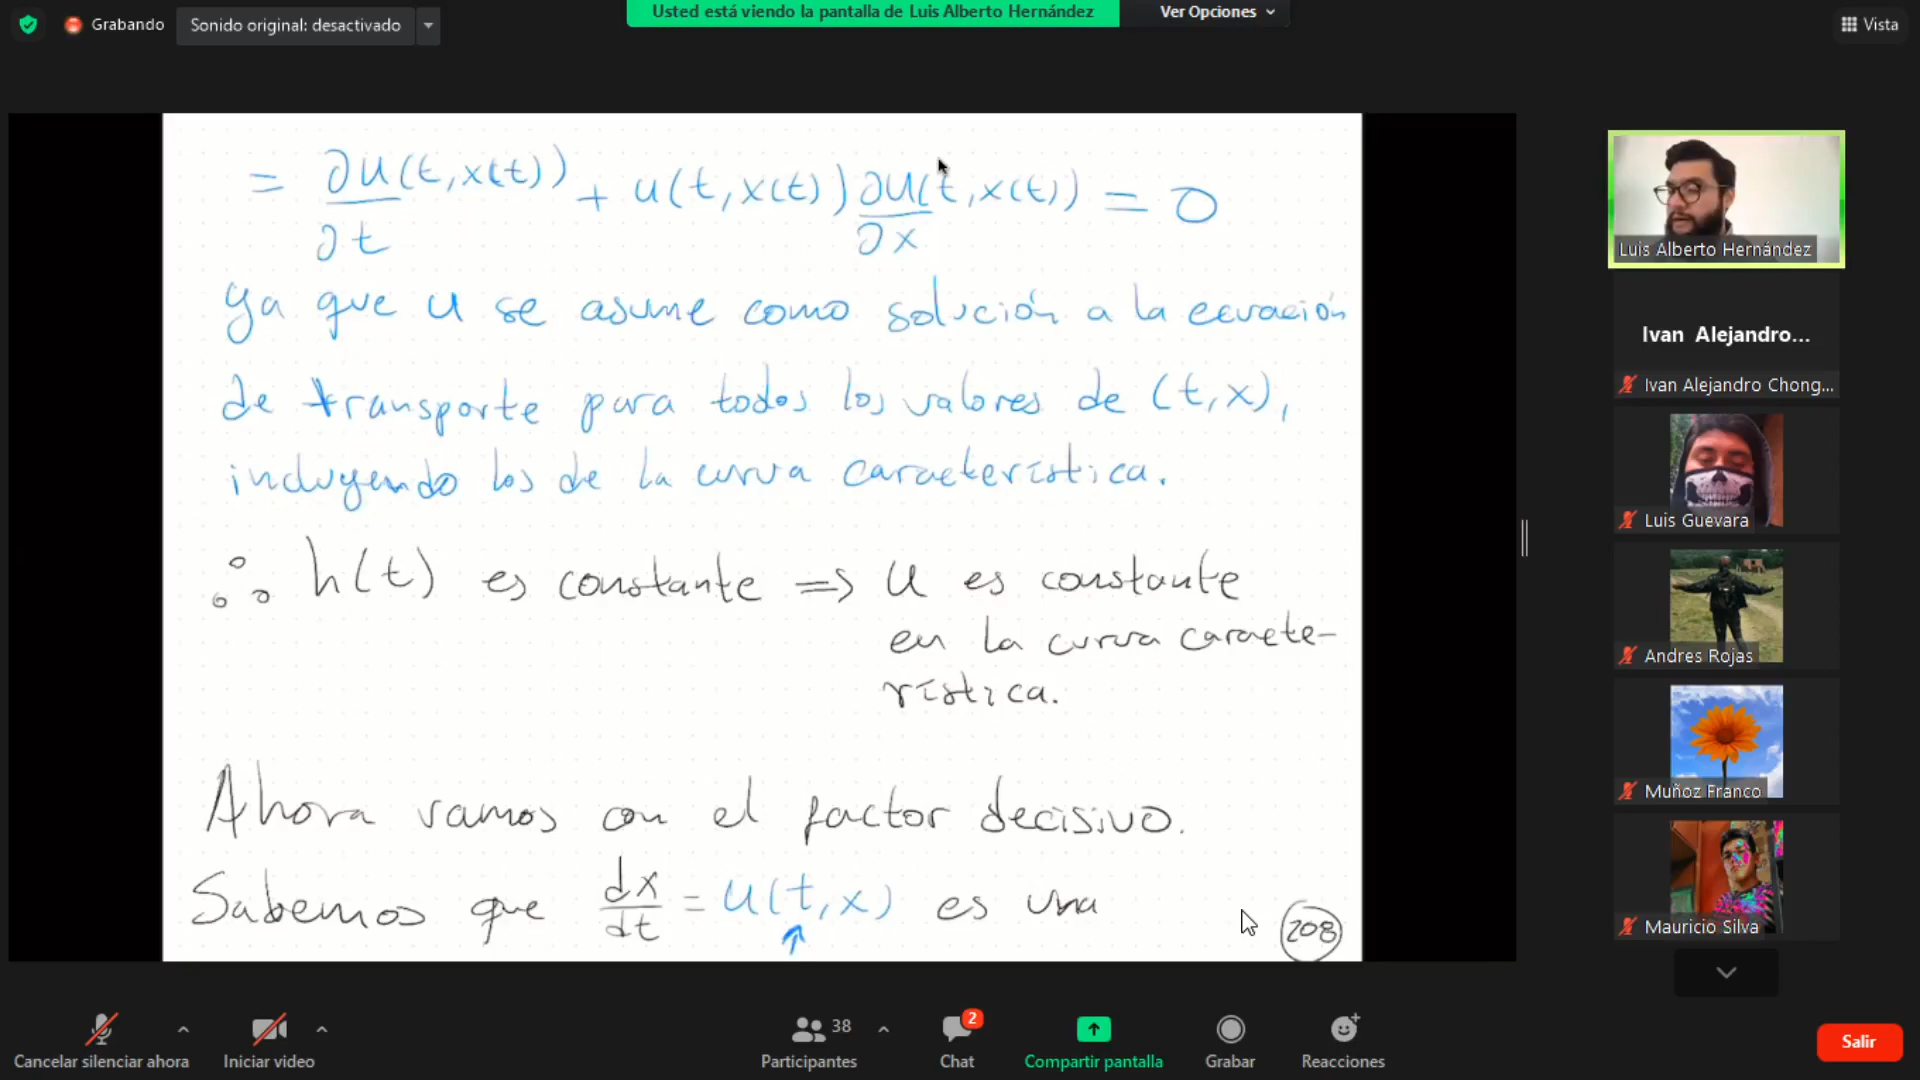 Grabando
Sonido original: desactivado
Usted está viendo la pantalla de Luis Alberto Hernández
Ver Opciones
Vista
= ∂u(t,x(t))/∂t + u(t,x(t)) ∂u(t,x(t))/∂x = 0
Ya que u se asume como solución a la ecuación
de transporte para todos los valores de (t,x),
incluyendo los de la curva característica.
∴ h(t) es constante => u es constante
en la curva caracte-
rística.
Ahora vamos con el factor decisivo.
Sabemos que dx/dt = u(t,x) es una
208
Luis Alberto Hernández
Ivan Alejandro...
Ivan Alejandro Chong...
Luis Guevara
Andres Rojas
Muñoz Franco
Mauricio Silva
Cancelar silenciar ahora
Iniciar video
38
Participantes
2
Chat
Compartir pantalla
Grabar
Reacciones
Salir